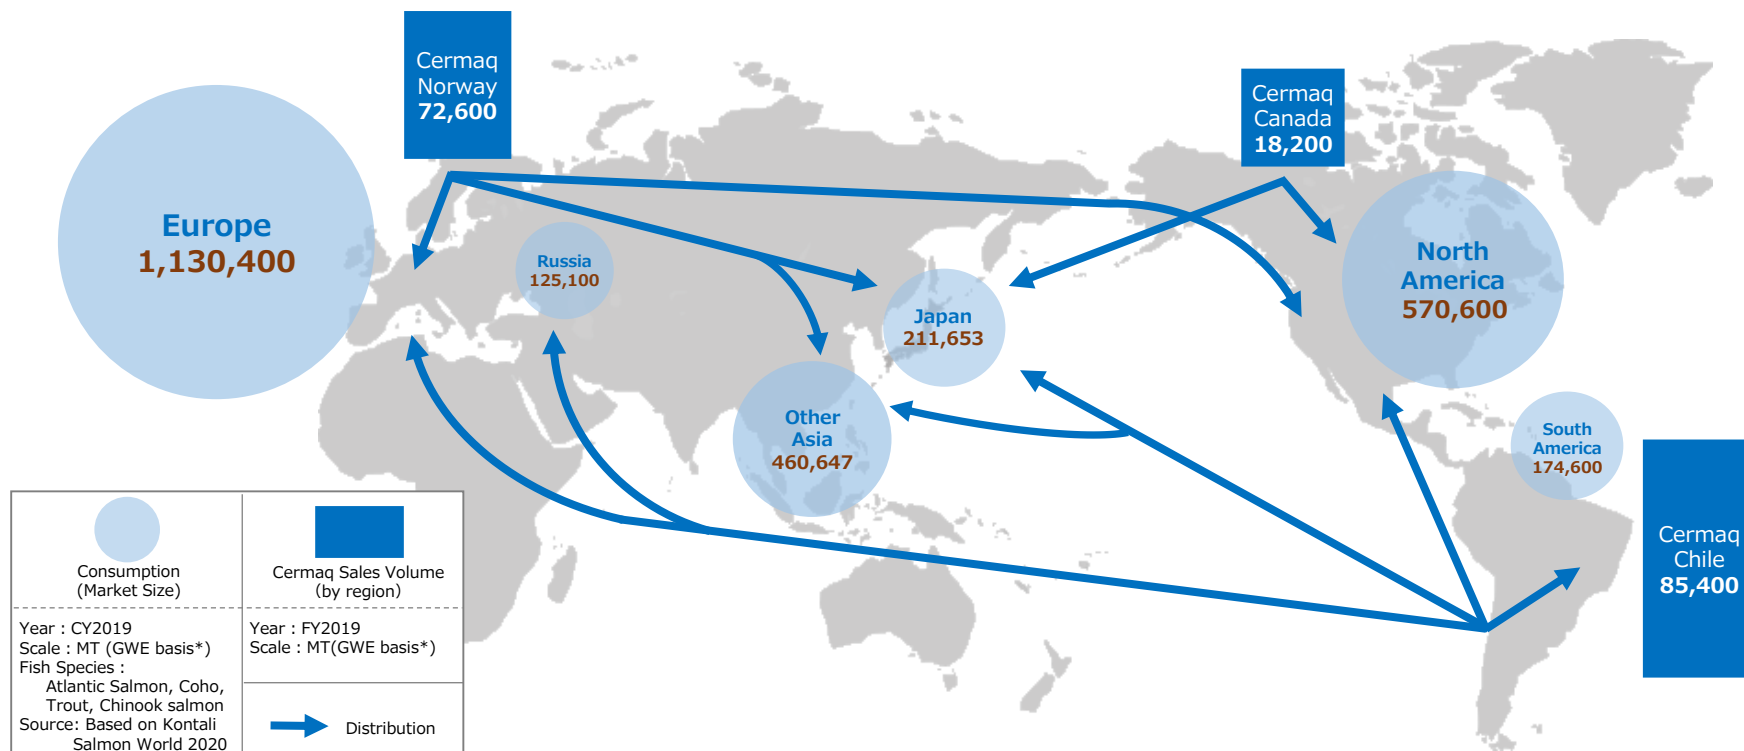 Cermaq
Norway
72,600
Cermaq
Canada
18,200
Europe
1,130,400
Russia
125,100
Japan
211,653
North
America
570,600
Other
Asia
460,647
South
America
174,600
Cermaq
Chile
85,400
Consumption
(Market Size)
Cermaq Sales Volume
(by region)
Year : CY2019
Scale : MT (GWE basis*)
Fish Species :
Atlantic Salmon, Coho,
Trout, Chinook salmon
Source: Based on Kontali
Salmon World 2020
Year : FY2019
Scale : MT(GWE basis*)
Distribution